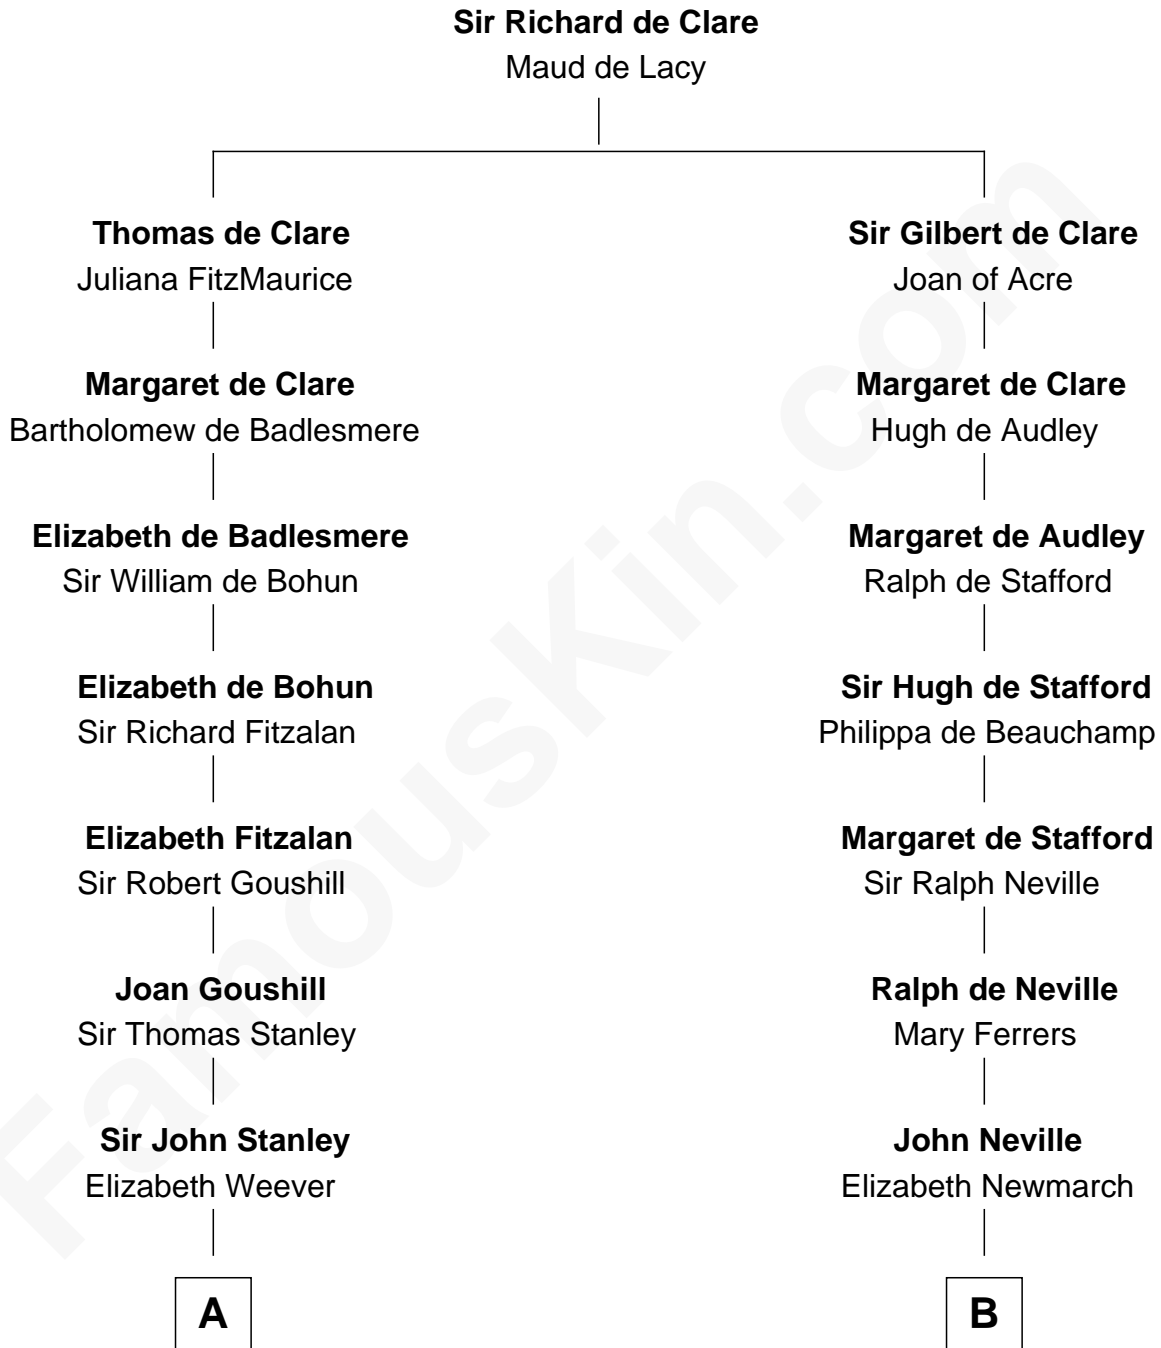 Sir Richard de Clare
Maud de Lacy
Thomas de Clare
Juliana FitzMaurice
Sir Gilbert de Clare
Joan of Acre
Margaret de Clare
Bartholomew de Badlesmere
Margaret de Clare
Hugh de Audley
Elizabeth de Badlesmere
Sir William de Bohun
Margaret de Audley
Ralph de Stafford
Elizabeth de Bohun
Sir Richard Fitzalan
Sir Hugh de Stafford
Philippa de Beauchamp
Elizabeth Fitzalan
Sir Robert Goushill
Margaret de Stafford
Sir Ralph Neville
Joan Goushill
Sir Thomas Stanley
Ralph de Neville
Mary Ferrers
Sir John Stanley
Elizabeth Weever
John Neville
Elizabeth Newmarch
A
B
FamousKin.com